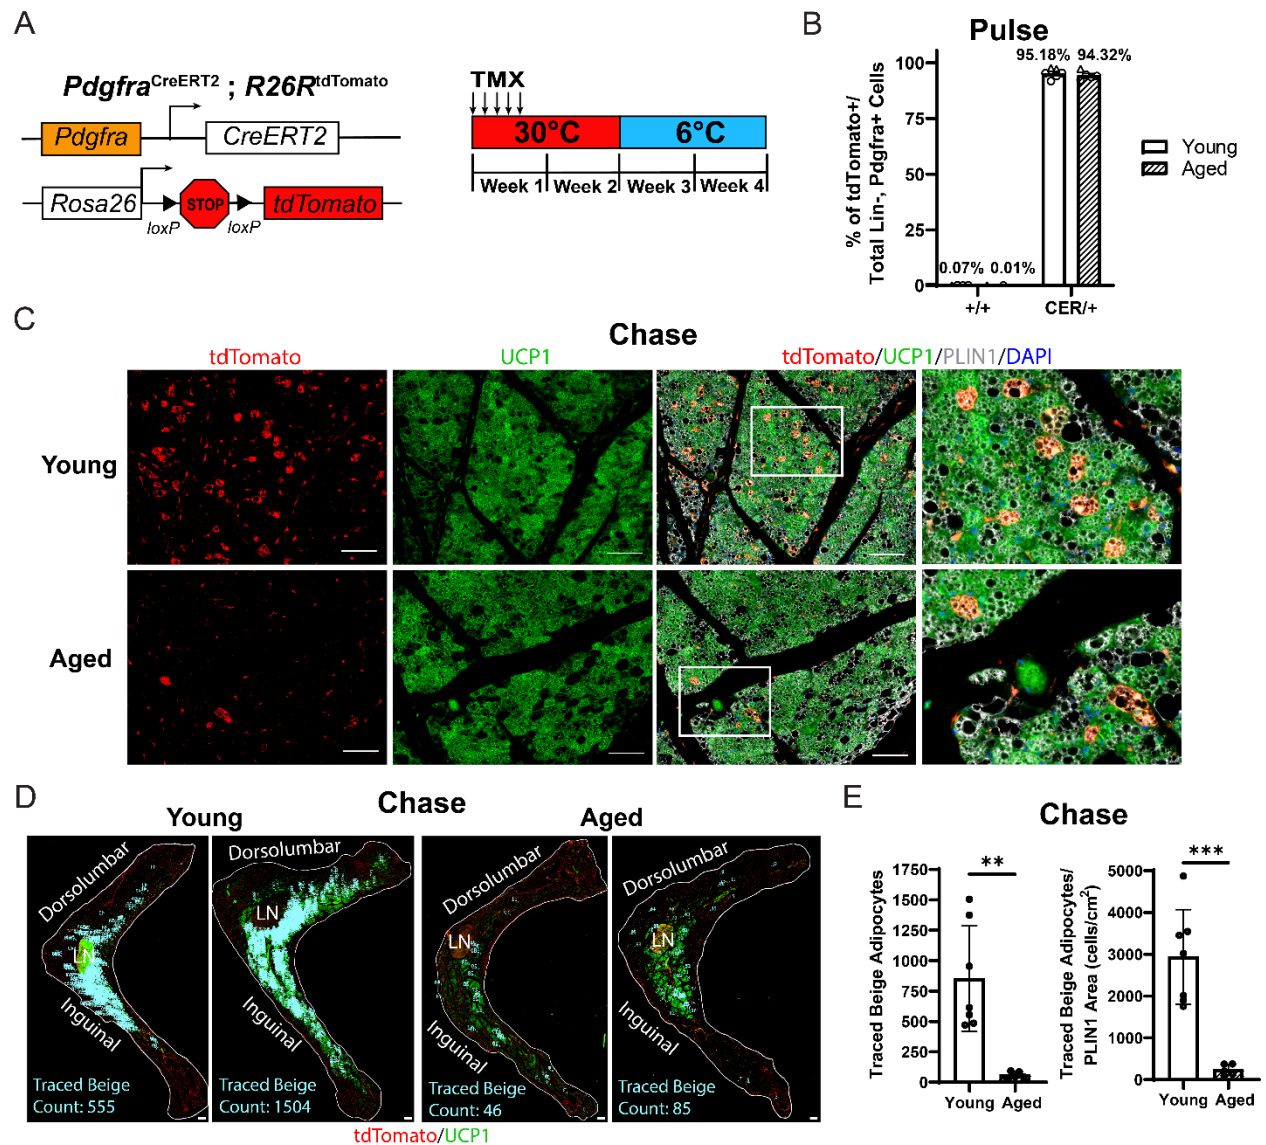 A
Pdgfra^CreERT2 ; R26R^tdTomato
Pdgfra
CreERT2
Rosa26
STOP
tdTomato
loxP
loxP
TMX
30°C
6°C
Week 1
Week 2
Week 3
Week 4
B
Pulse
% of tdTomato+/
Total Lin-, Pdgfra+ Cells
100
75
50
25
0
95.18%
94.32%
0.07%
0.01%
+/+
CER/+
Young
Aged
C
Chase
tdTomato
UCP1
tdTomato/UCP1/PLIN1/DAPI
Young
Aged
D
Chase
Young
Aged
Dorsolumbar
LN
Inguinal
Traced Beige
Count: 555
Dorsolumbar
LN
Inguinal
Traced Beige
Count: 1504
Dorsolumbar
LN
Inguinal
Traced Beige
Count: 46
Dorsolumbar
LN
Inguinal
Traced Beige
Count: 85
tdTomato/UCP1
E
Chase
Traced Beige Adipocytes
1750
1500
1250
1000
750
500
250
0
**
Young
Aged
Traced Beige Adipocytes/
PLIN1 Area (cells/cm²)
5000
4000
3000
2000
1000
0
***
Young
Aged